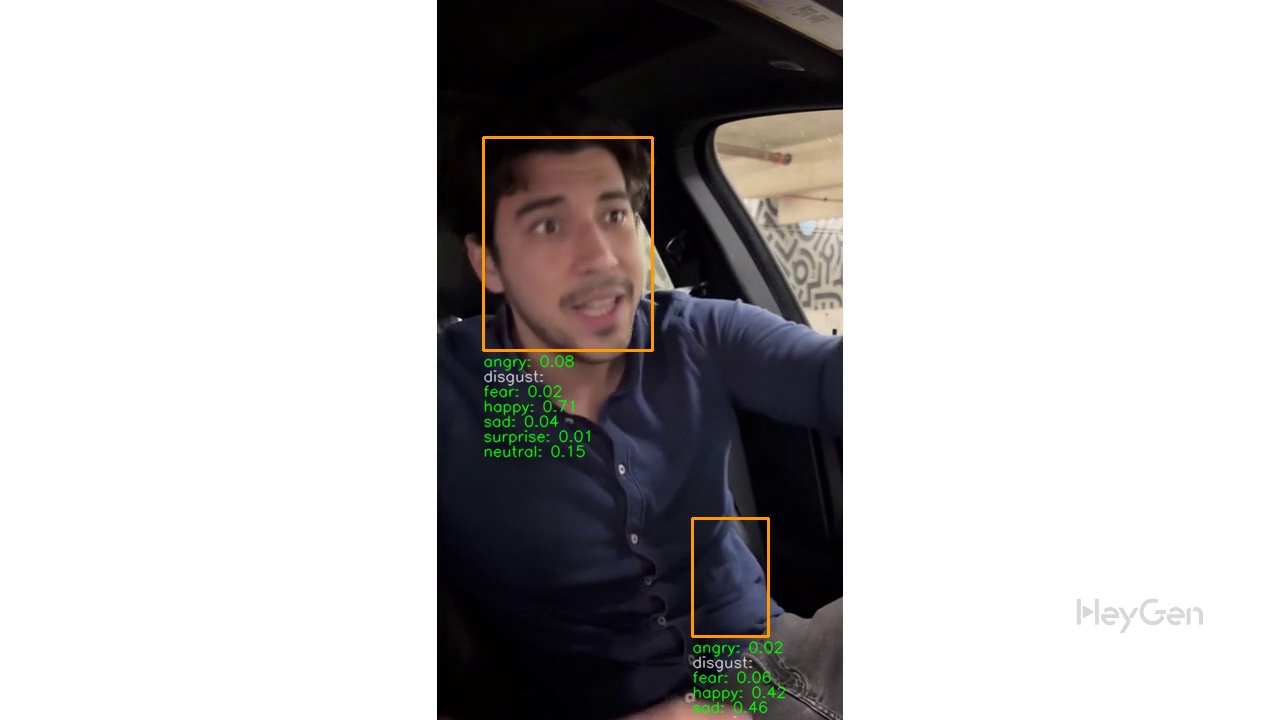 angry: 0.08
disgust:
fear: 0.02
happy: 0.71
sad: 0.04
surprise: 0.01
neutral: 0.15
angry: 0.02
disgust:
fear: 0.06
happy: 0.42
sad: 0.46
HeyGen